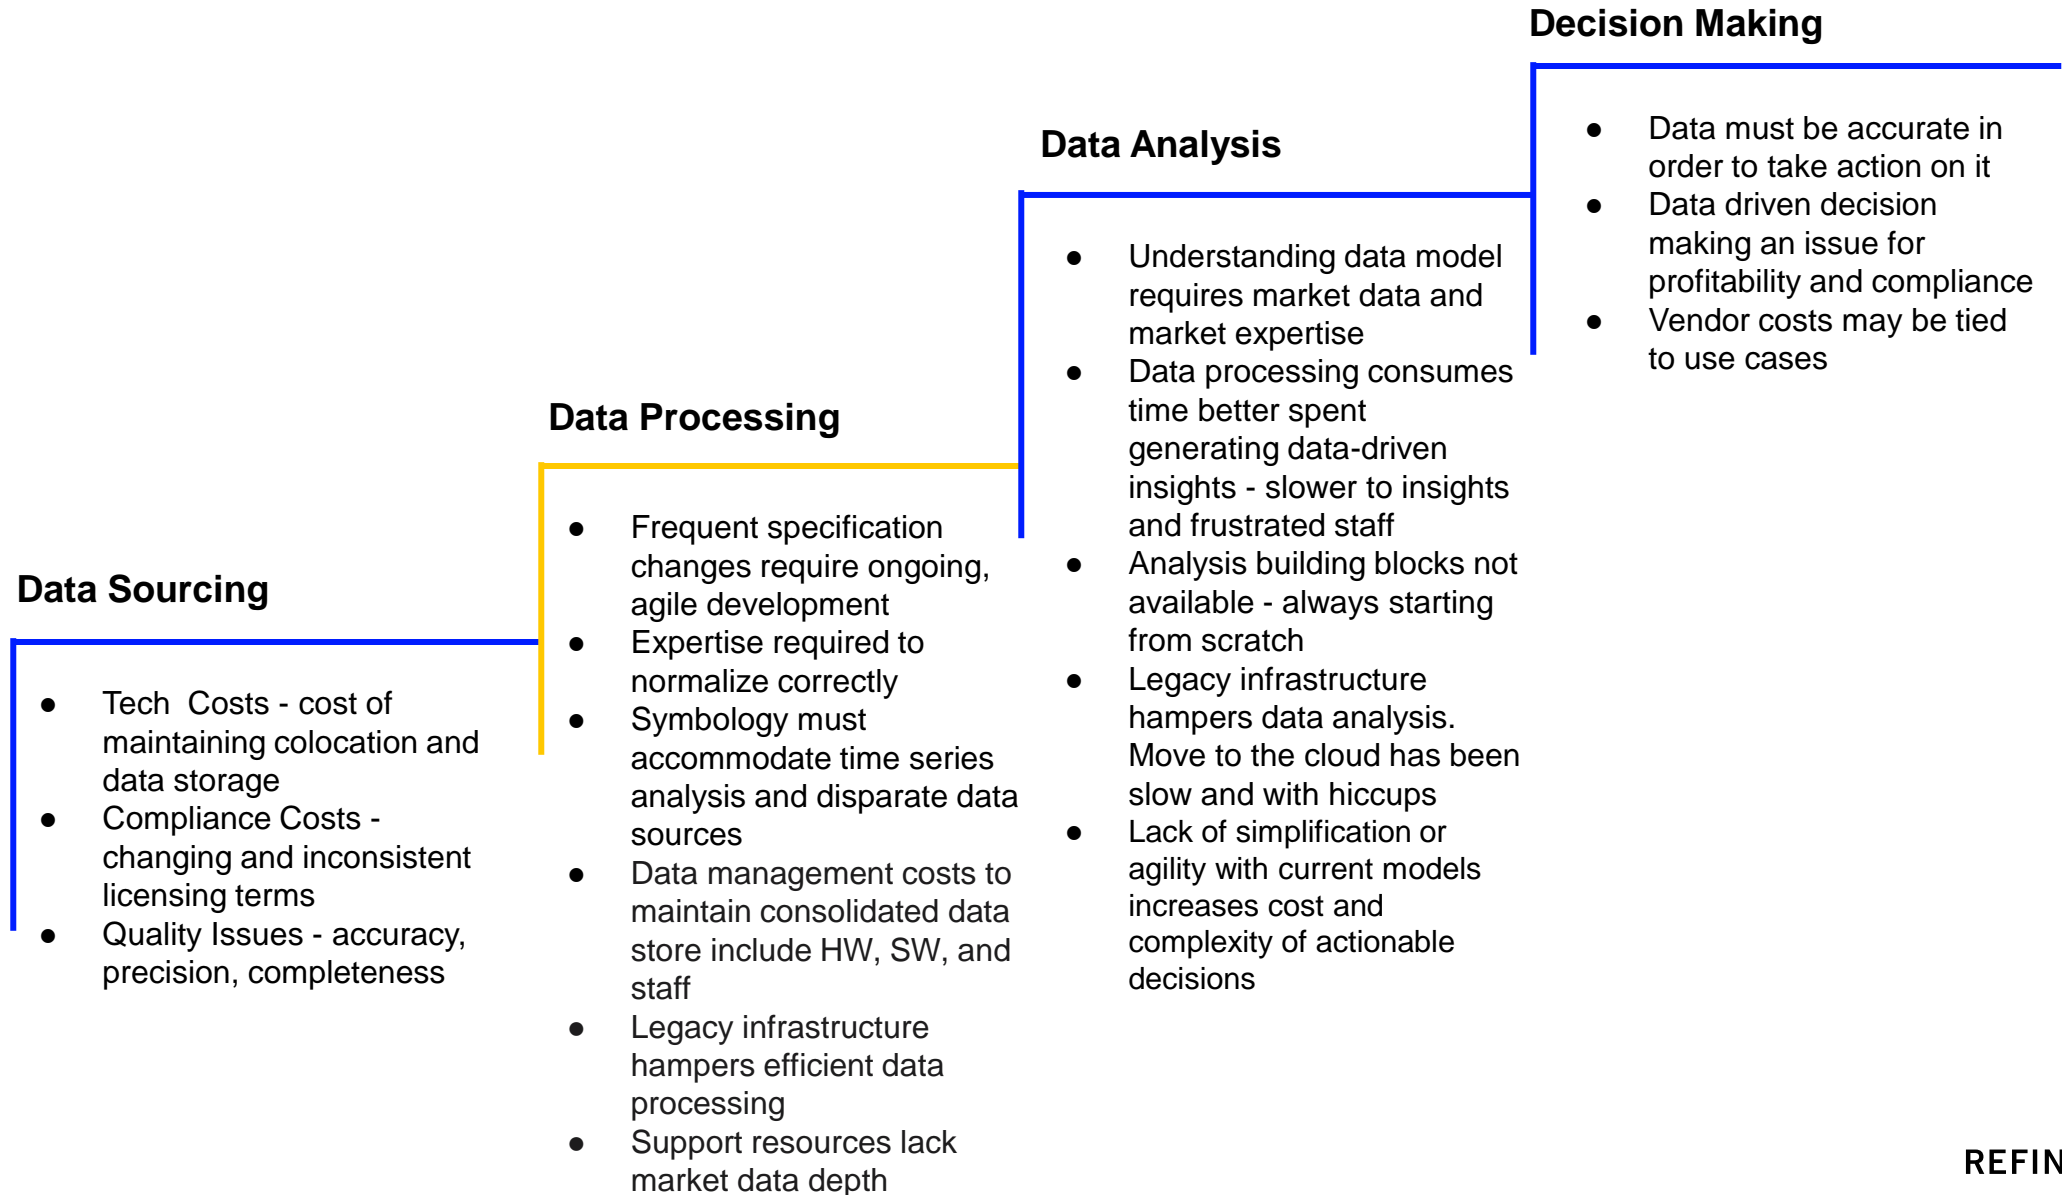 Decision Making
● Data must be accurate in
order to take action on it
● Data driven decision
making an issue for
profitability and compliance
● Vendor costs may be tied
to use cases
Data Analysis
● Understanding data model
requires market data and
market expertise
● Data processing consumes
time better spent
generating data-driven
insights - slower to insights
and frustrated staff
● Analysis building blocks not
available - always starting
from scratch
● Legacy infrastructure
hampers data analysis.
Move to the cloud has been
slow and with hiccups
● Lack of simplification or
agility with current models
increases cost and
complexity of actionable
decisions
Data Processing
● Frequent specification
changes require ongoing,
agile development
● Expertise required to
normalize correctly
● Symbology must
accommodate time series
analysis and disparate data
sources
● Data management costs to
maintain consolidated data
store include HW, SW, and
staff
● Legacy infrastructure
hampers efficient data
processing
● Support resources lack
market data depth
Data Sourcing
● Tech  Costs - cost of
maintaining colocation and
data storage
● Compliance Costs -
changing and inconsistent
licensing terms
● Quality Issues - accuracy,
precision, completeness
REFIN